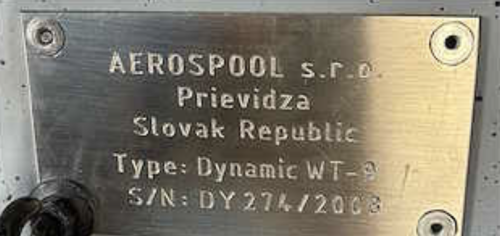 AEROSPOOL s.r.o.
Prievidza
Slovak Republic
Type: Dynamic WT-9
S/N: DY274/2008